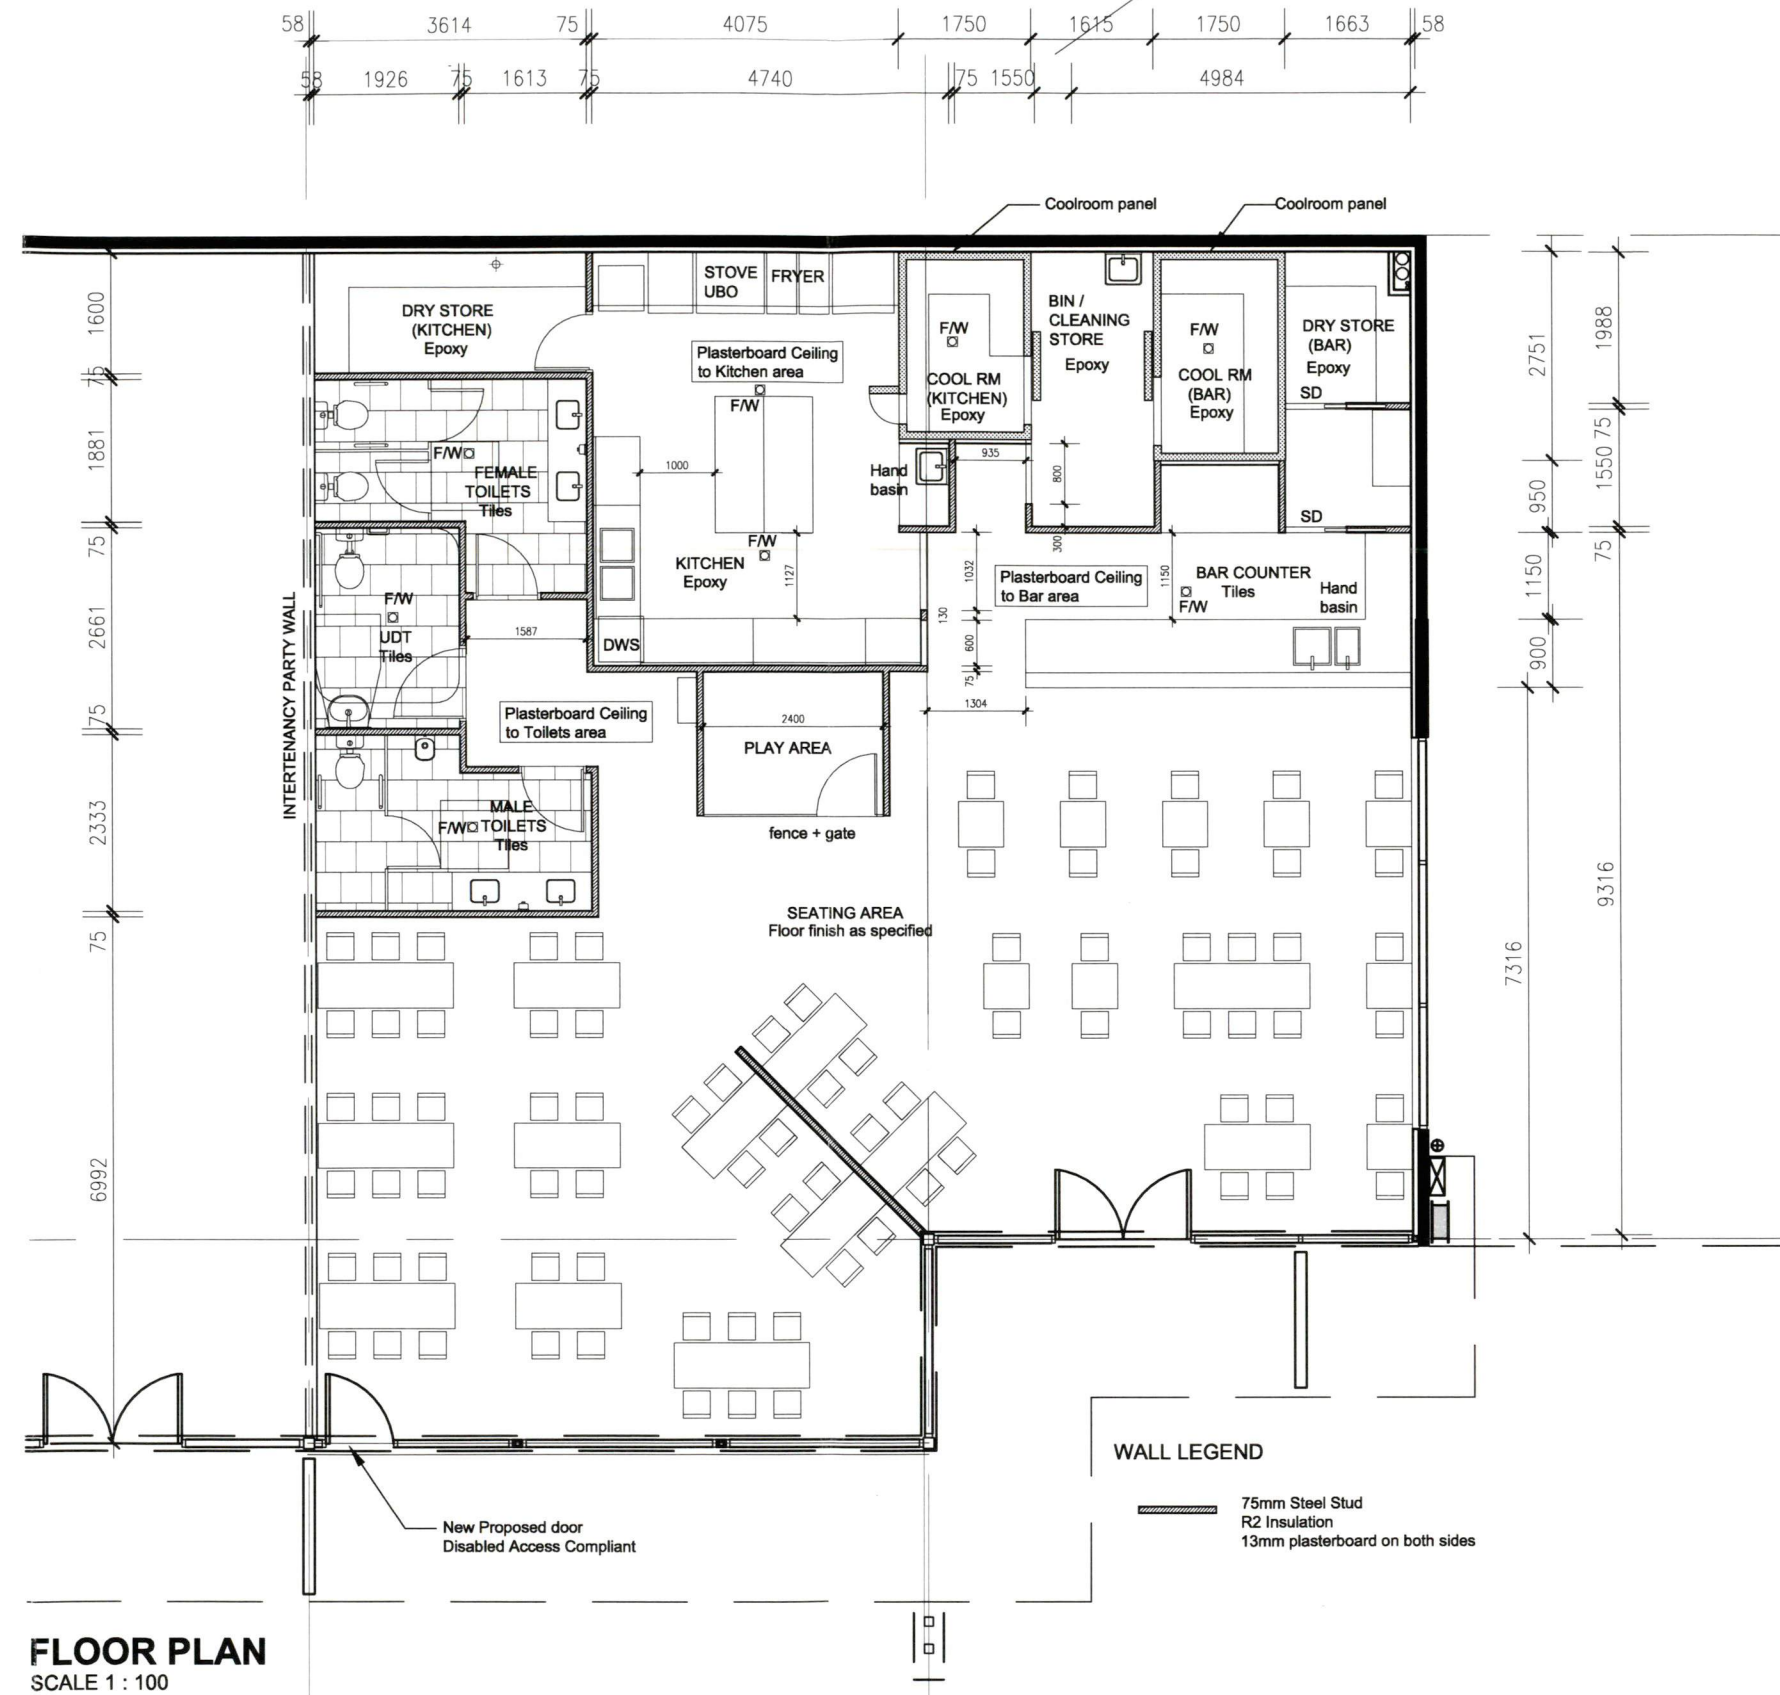 58 3614 75 4075 1750 1615 1750 1663 58
58 1926 75 1613 75 4740 75 1550 4984
Coolroom panel
Coolroom panel
STOVE
UBO
FRYER
DRY STORE
(KITCHEN)
Epoxy
Plasterboard Ceiling
to Kitchen area
F/W
F/W
COOL RM
(KITCHEN)
Epoxy
BIN /
CLEANING
STORE
Epoxy
F/W
COOL RM
(BAR)
Epoxy
DRY STORE
(BAR)
Epoxy
SD
SD
1600
75
1881
75
2661
75
2333
75
6992
2751
950
1150
900
7316
1988
75
1550
75
9316
F/W
FEMALE
TOILETS
Tiles
1000
Hand
basin
935
800
300
F/W
KITCHEN
Epoxy
1127
1032
130
600
75
1304
Plasterboard Ceiling
to Bar area
1150
BAR COUNTER
Tiles
F/W
Hand
basin
INTERTENANCY PARTY WALL
F/W
UDT
Tiles
1587
DWS
Plasterboard Ceiling
to Toilets area
2400
PLAY AREA
fence + gate
MALE
F/W TOILETS
Tiles
SEATING AREA
Floor finish as specified
New Proposed door
Disabled Access Compliant
WALL LEGEND
75mm Steel Stud
R2 Insulation
13mm plasterboard on both sides
FLOOR PLAN
SCALE 1 : 100